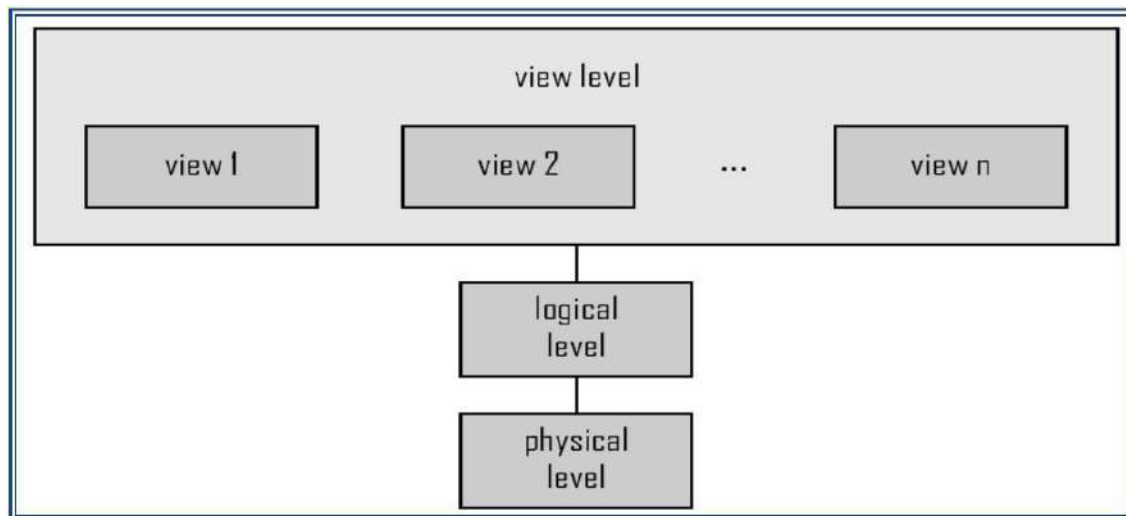 view level
view 1
view 2
...
view n
logical
level
physical
level